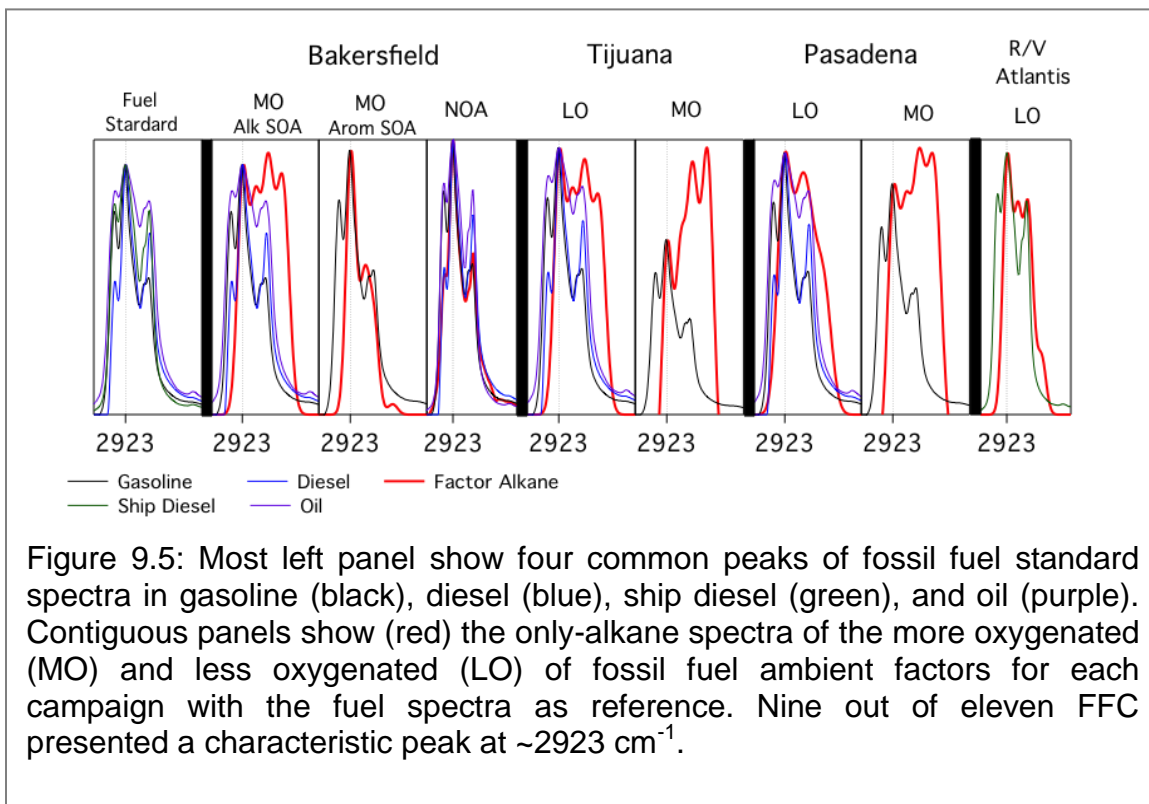 Bakersfield Tijuana Pasadena R/V Atlantis
Fuel Stardard
MO Alk SOA
MO Arom SOA
NOA
LO
MO
LO
MO
LO
2923 2923 2923 2923 2923 2923 2923 2923 2923
Gasoline Diesel Factor Alkane
Ship Diesel Oil
Figure 9.5: Most left panel show four common peaks of fossil fuel standard
spectra in gasoline (black), diesel (blue), ship diesel (green), and oil (purple).
Contiguous panels show (red) the only-alkane spectra of the more oxygenated
(MO) and less oxygenated (LO) of fossil fuel ambient factors for each
campaign with the fuel spectra as reference. Nine out of eleven FFC
presented a characteristic peak at ~2923 cm⁻¹.